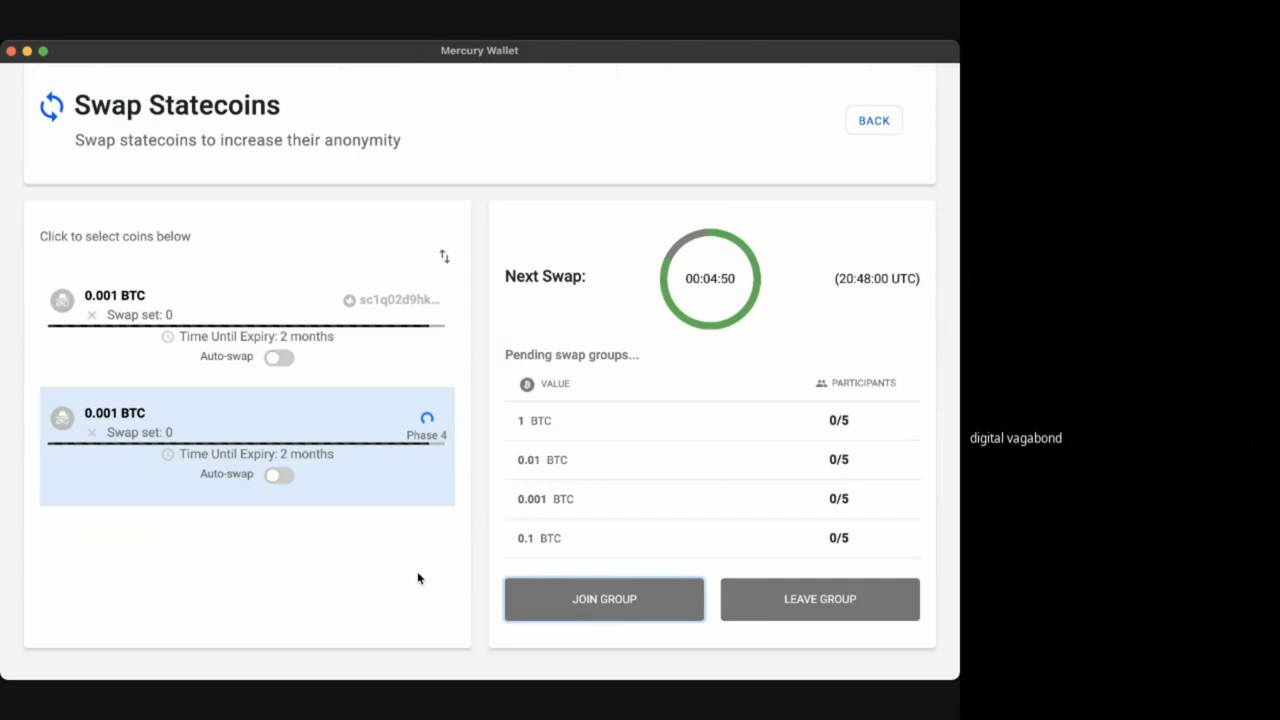 Mercury Wallet
Swap Statecoins
Swap statecoins to increase their anonymity
BACK
Click to select coins below
0.001 BTC
sc1q02d9hk...
Swap set: 0
Time Until Expiry: 2 months
Auto-swap
0.001 BTC
Swap set: 0
Phase 4
Time Until Expiry: 2 months
Auto-swap
Next Swap:
00:04:50
(20:48:00 UTC)
Pending swap groups...
VALUE
PARTICIPANTS
1 BTC
0/5
0.01 BTC
0/5
0.001 BTC
0/5
0.1 BTC
0/5
JOIN GROUP
LEAVE GROUP
digital vagabond